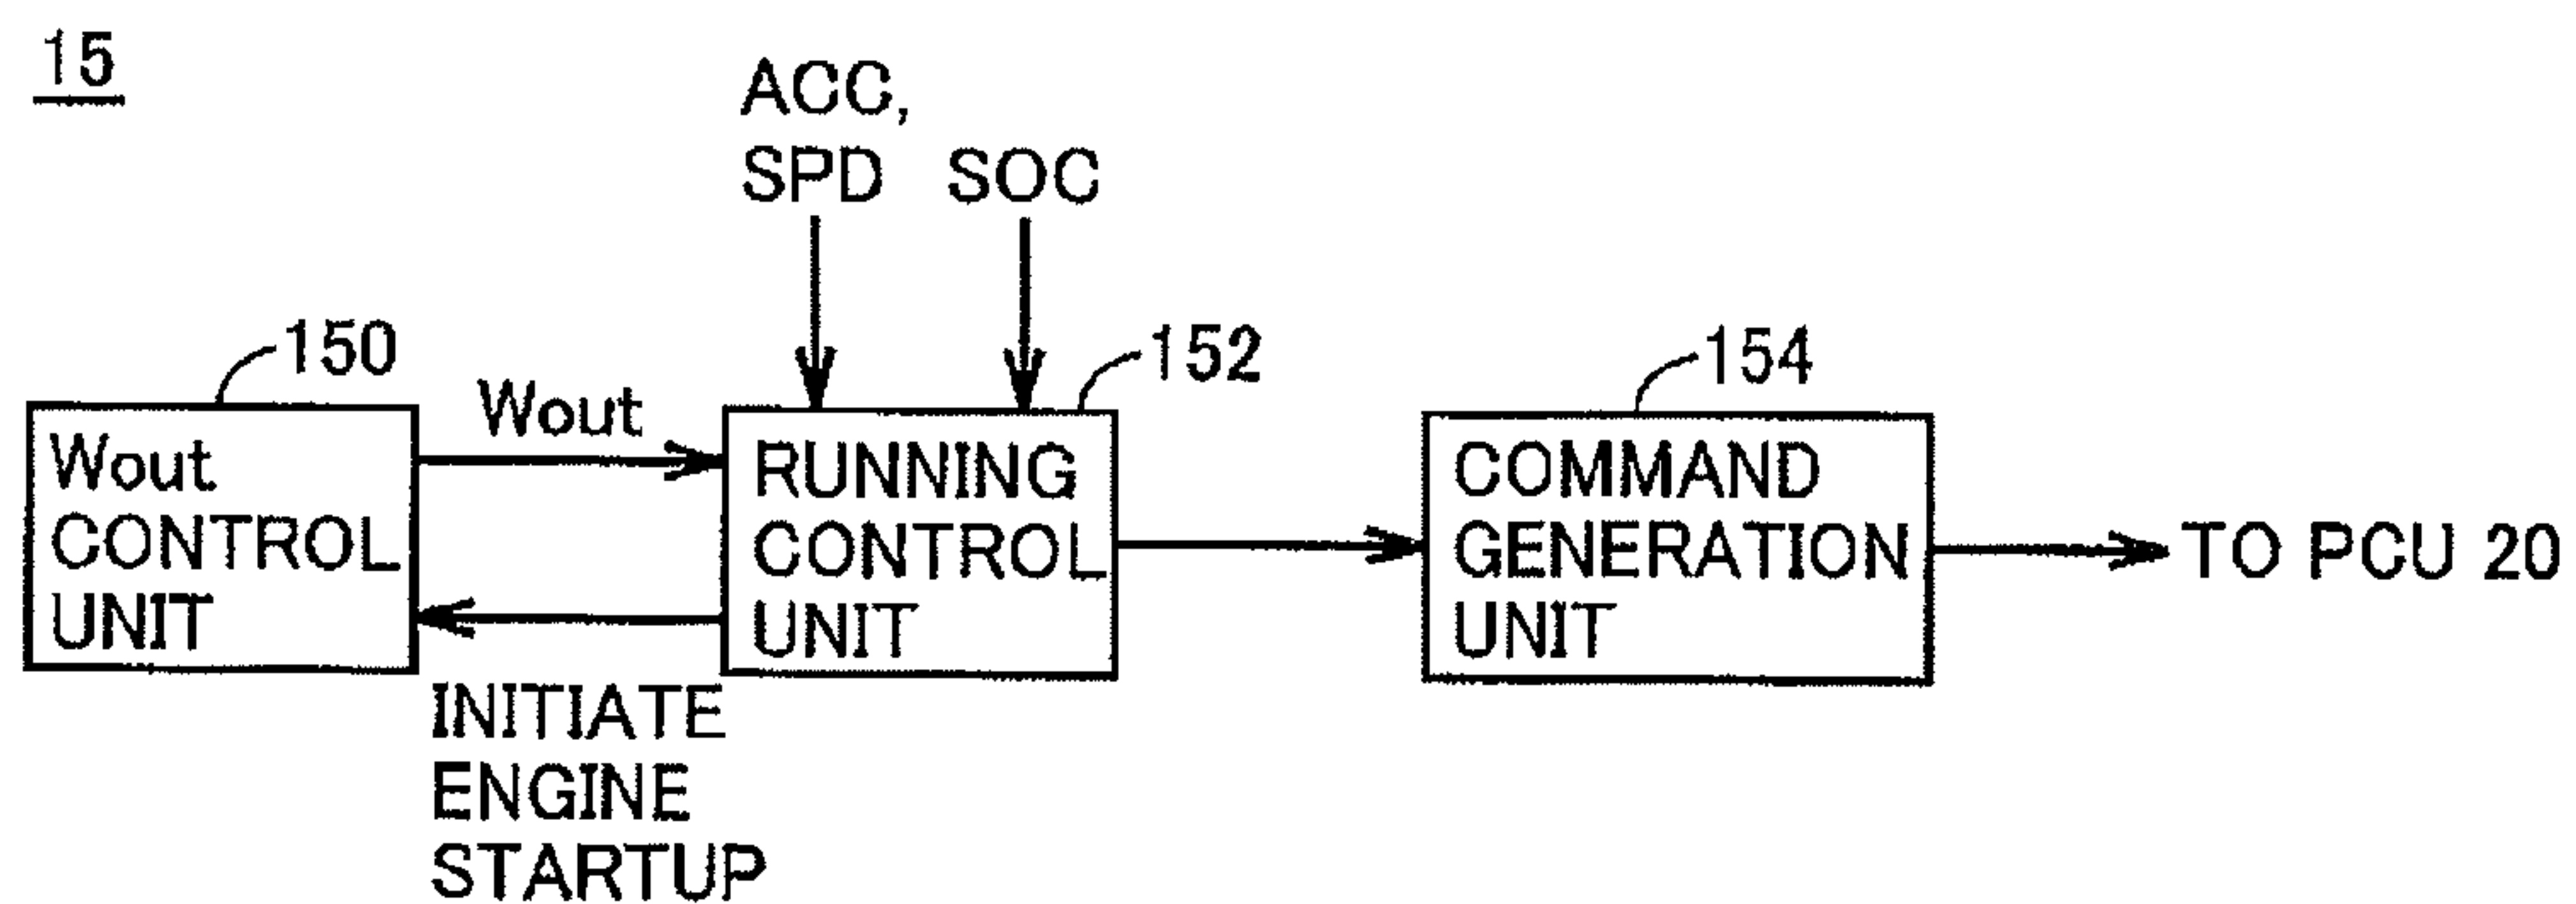 15
ACC,
SPD
SOC
150
Wout
152
154
Wout
CONTROL
UNIT
RUNNING
CONTROL
UNIT
COMMAND
GENERATION
UNIT
TO PCU 20
INITIATE
ENGINE
STARTUP